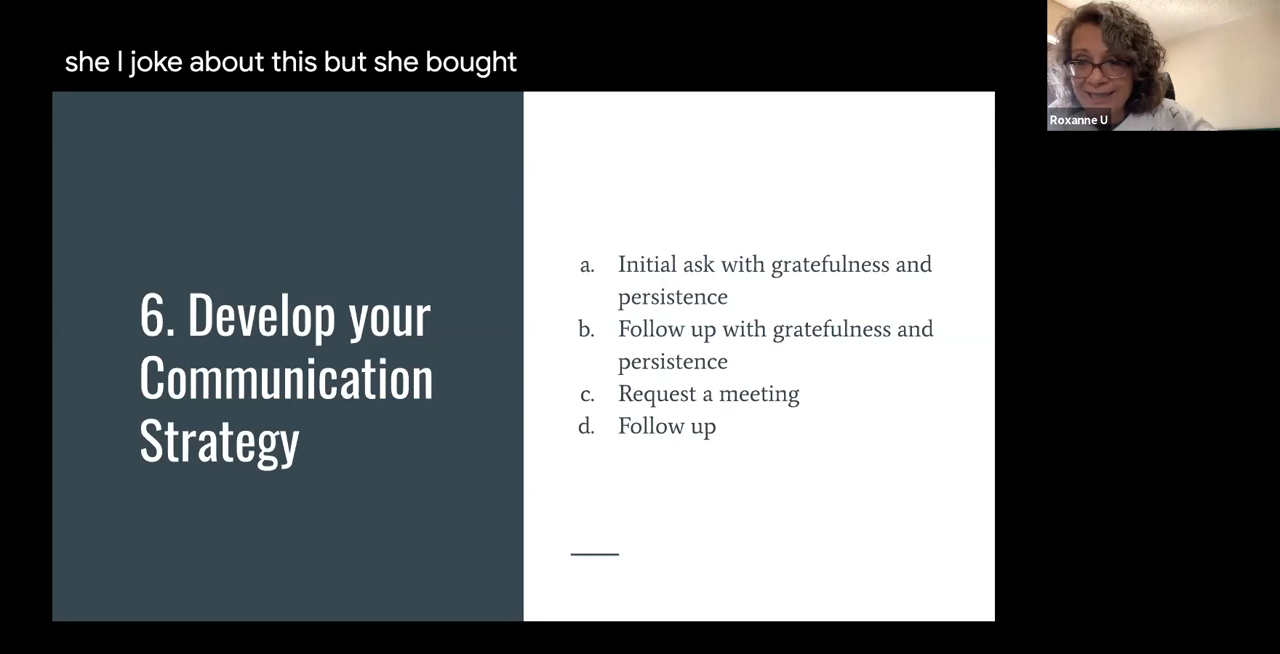 she I joke about this but she bought
Roxanne U
6. Develop your
Communication
Strategy
a. Initial ask with gratefulness and
persistence
b. Follow up with gratefulness and
persistence
c. Request a meeting
d. Follow up